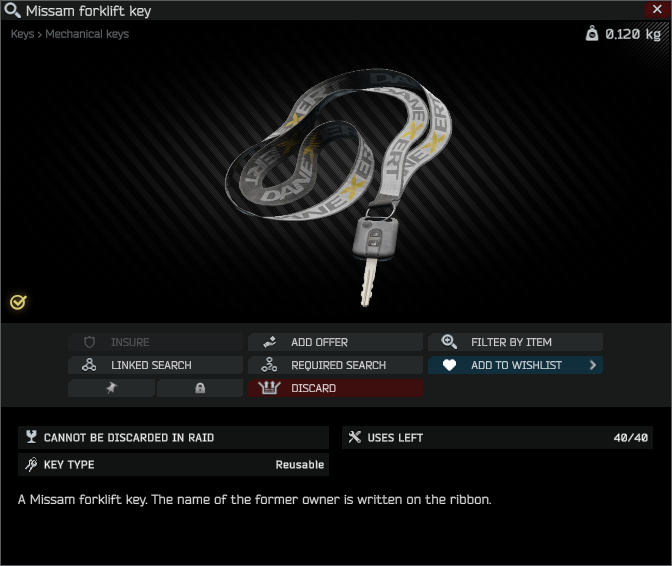 Missam forklift key
Keys > Mechanical keys
0.120 kg
DANEXERT
INSURE
ADD OFFER
FILTER BY ITEM
LINKED SEARCH
REQUIRED SEARCH
ADD TO WISHLIST
DISCARD
CANNOT BE DISCARDED IN RAID
USES LEFT
40/40
KEY TYPE
Reusable
A Missam forklift key. The name of the former owner is written on the ribbon.